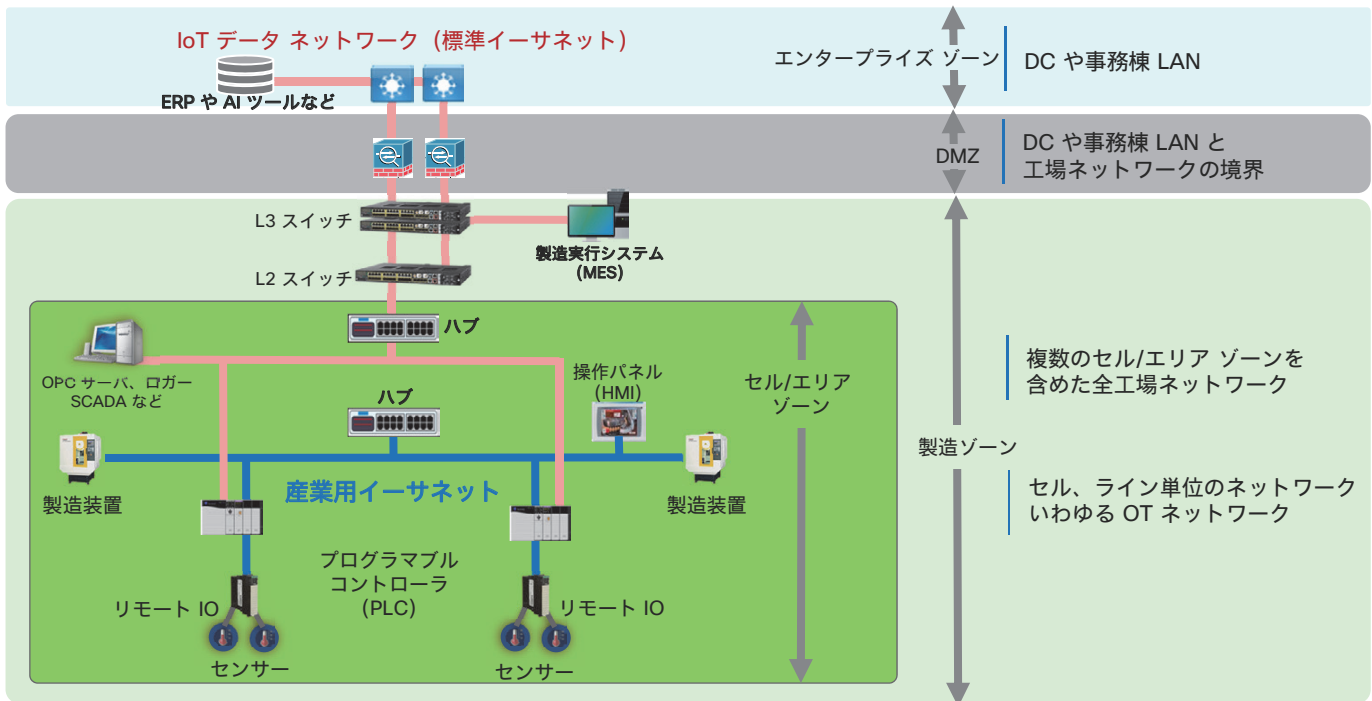 IoT データ ネットワーク (標準イーサネット)
ERP や AI ツールなど
エンタープライズ ゾーン
DC や事務棟 LAN
DMZ
DC や事務棟 LAN と
工場ネットワークの境界
L3 スイッチ
製造実行システム
(MES)
L2 スイッチ
ハブ
OPC サーバ、ロガー
SCADA など
ハブ
操作パネル
(HMI)
セル/エリア
ゾーン
複数のセル/エリア ゾーンを
含めた全工場ネットワーク
製造ゾーン
製造装置
産業用イーサネット
製造装置
セル、ライン単位のネットワーク
いわゆる OT ネットワーク
プログラマブル
コントローラ
(PLC)
リモート IO
リモート IO
センサー
センサー